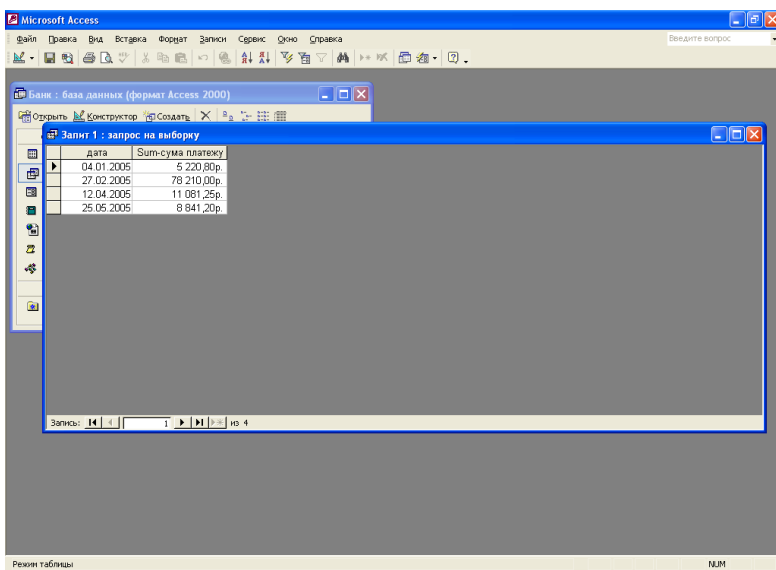 Microsoft Access
Файл Правка Вид Вставка Формат Записи Сервис Окно Справка
Введите вопрос
Банк : база данных (формат Access 2000)
Открыть Конструктор Создать
Запит 1 : запрос на выборку
дата Sum-сума платежу
04.01.2005 5 220,80р.
27.02.2005 78 210,00р.
12.04.2005 11 081,25р.
25.05.2005 8 841,20р.
Запись: 1 из 4
Режим таблицы NUM